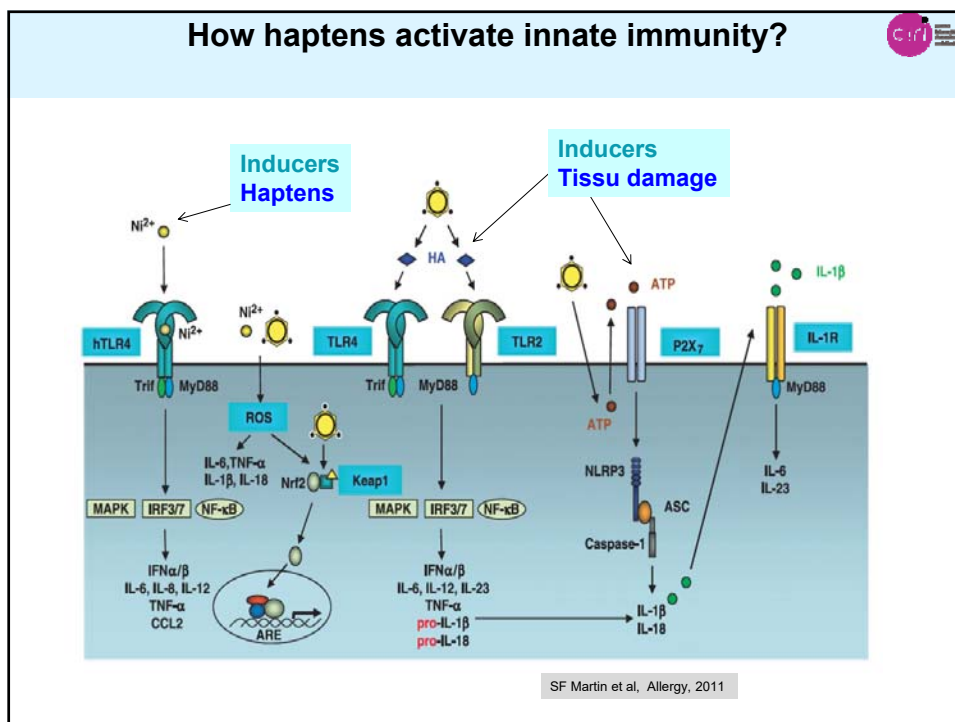 How haptens activate innate immunity?
Inducers
Haptens
Inducers
Tissu damage
Ni2+
HA
ATP
IL-1β
hTLR4
Ni2+
Ni2+
TLR4
TLR2
P2X7
IL-1R
Trif
MyD88
Trif
MyD88
MyD88
ROS
ATP
IL-6,TNF-α
IL-1β, IL-18
Nrf2
Keap1
NLRP3
IL-6
IL-23
MAPK
IRF3/7
NF-κB
MAPK
IRF3/7
NF-κB
ASC
Caspase-1
IFNα/β
IL-6, IL-8, IL-12
TNF-α
CCL2
ARE
IFNα/β
IL-6, IL-12, IL-23
TNF-α
pro-IL-1β
pro-IL-18
IL-1β
IL-18
SF Martin et al, Allergy, 2011